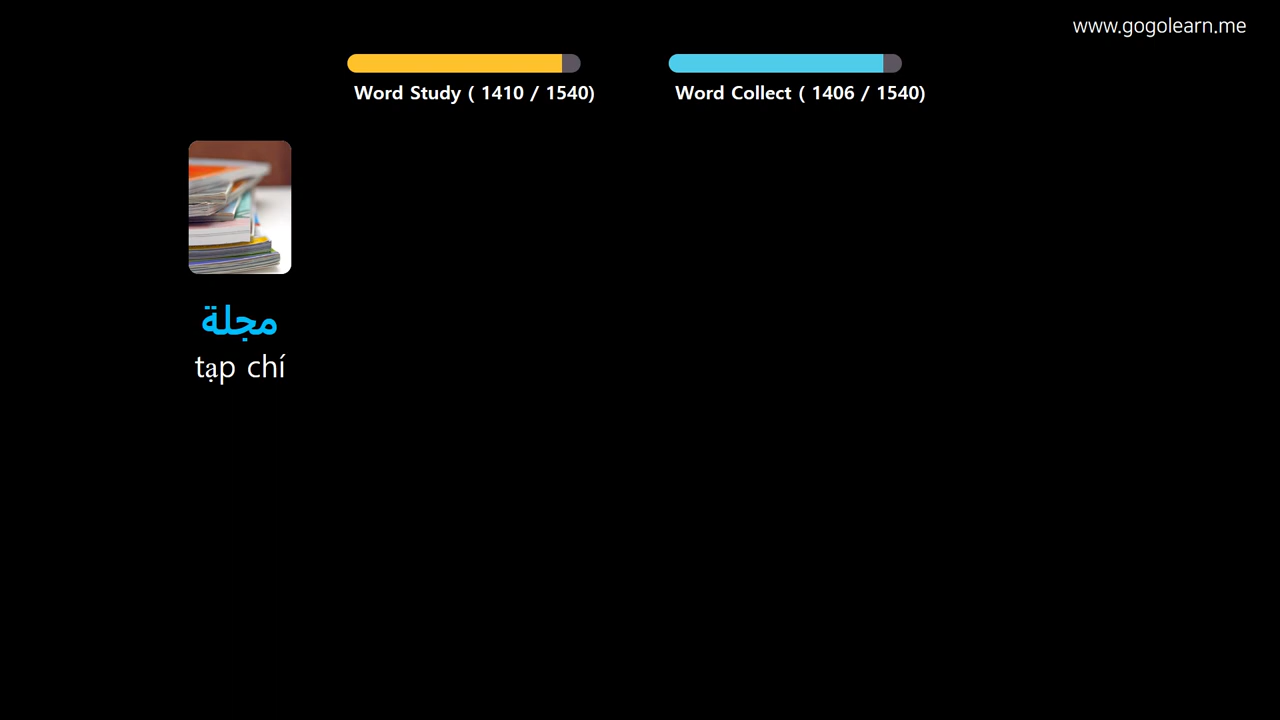 www.gogolearn.me
Word Study ( 1410 / 1540)
Word Collect ( 1406 / 1540)
مجلة
tạp chí